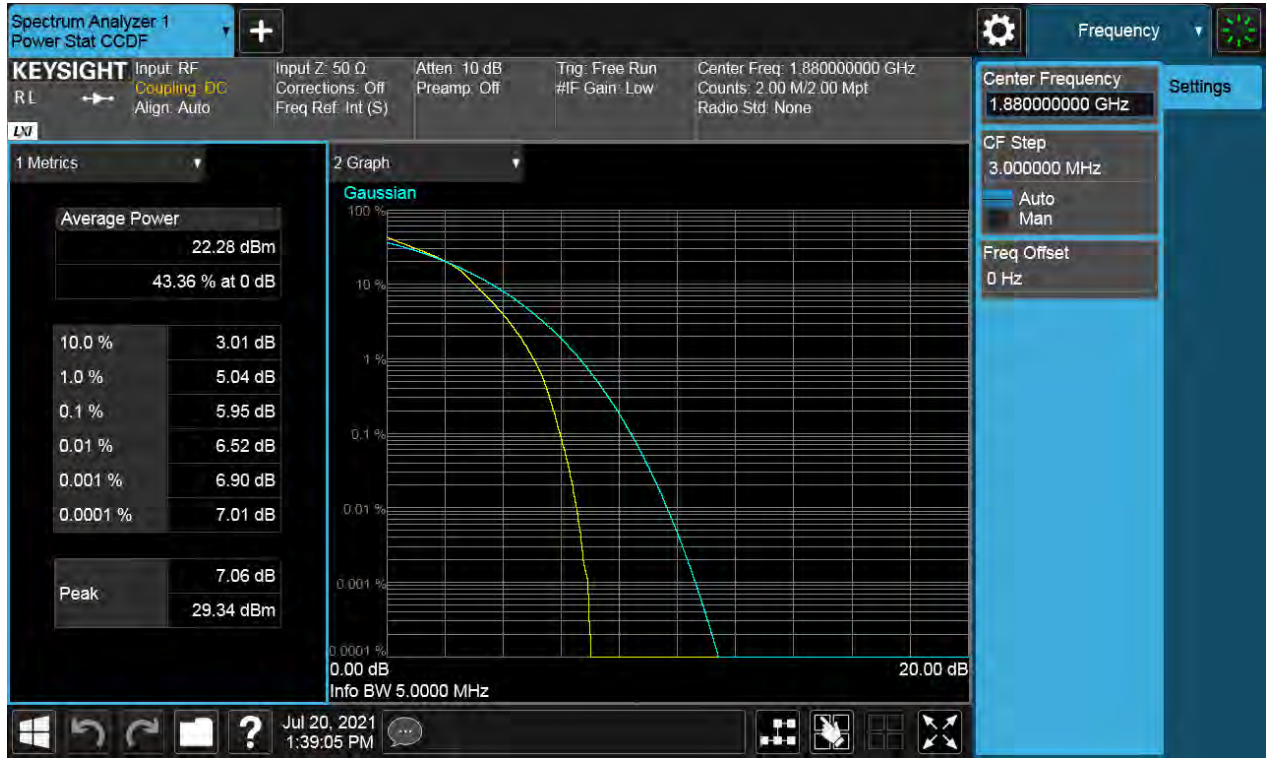 Spectrum Analyzer 1
Power Stat CCDF
Frequency
KEYSIGHT
RL
LXI
Input: RF
Coupling: DC
Align: Auto
Input Z: 50 Ω
Corrections: Off
Freq Ref: Int (S)
Atten: 10 dB
Preamp: Off
Trig: Free Run
#IF Gain: Low
Center Freq: 1.880000000 GHz
Counts: 2.00 M/2.00 Mpt
Radio Std: None
Center Frequency
1.880000000 GHz
Settings
CF Step
3.000000 MHz
Auto
Man
Freq Offset
0 Hz
1 Metrics
Average Power
22.28 dBm
43.36 % at 0 dB
10.0 % 3.01 dB
1.0 % 5.04 dB
0.1 % 5.95 dB
0.01 % 6.52 dB
0.001 % 6.90 dB
0.0001 % 7.01 dB
Peak
7.06 dB
29.34 dBm
2 Graph
Gaussian
100 %
10 %
1 %
0.1 %
0.01 %
0.001 %
0.0001 %
0.00 dB 20.00 dB
Info BW 5.0000 MHz
?
Jul 20, 2021
1:39:05 PM